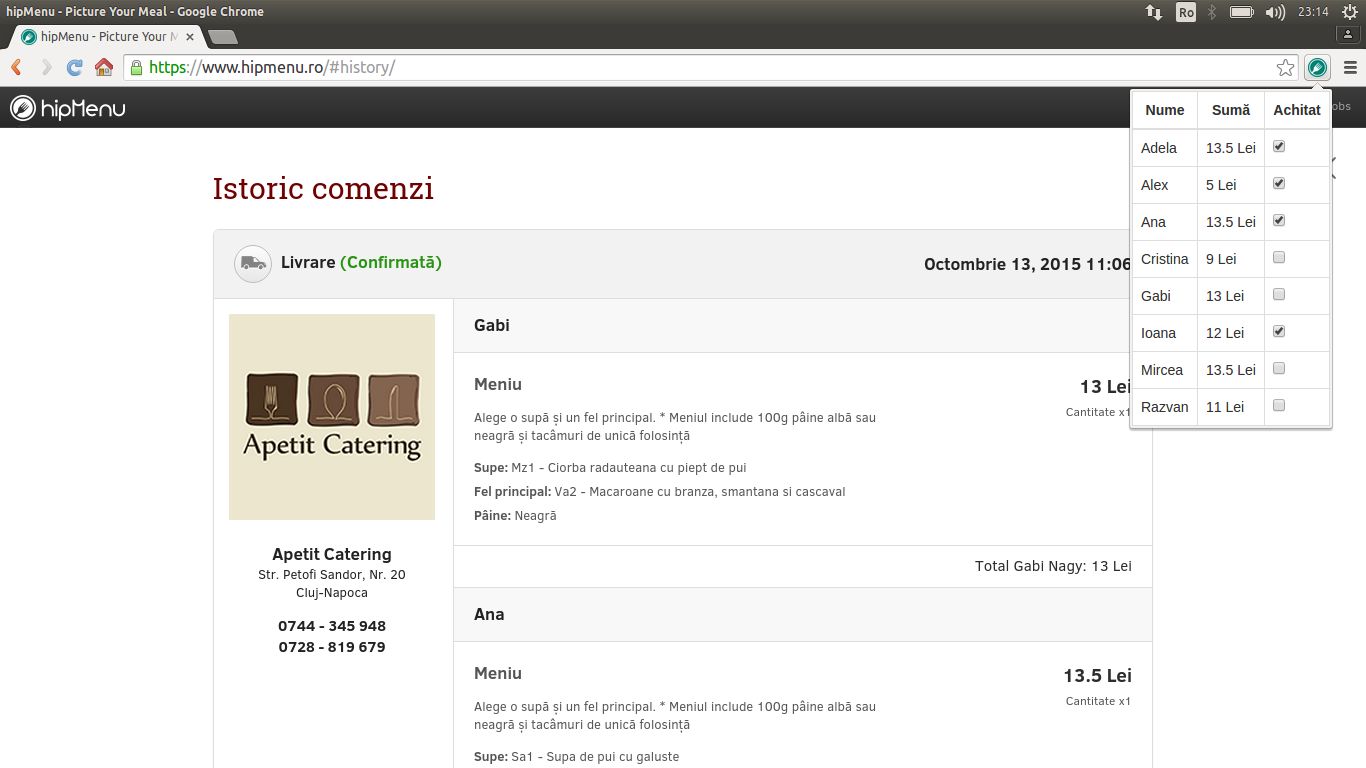 hipMenu - Picture Your Meal - Google Chrome
Ro
23:14
hipMenu - Picture Your M
https://www.hipmenu.ro/#history/
hipMenu
obs
Nume Sumă Achitat
Adela 13.5 Lei
Alex 5 Lei
Ana 13.5 Lei
Cristina 9 Lei
Gabi 13 Lei
Ioana 12 Lei
Mircea 13.5 Lei
Razvan 11 Lei
Istoric comenzi
Livrare (Confirmată)
Octombrie 13, 2015 11:06
Apetit Catering
Apetit Catering
Str. Petofi Sandor, Nr. 20
Cluj-Napoca
0744 - 345 948
0728 - 819 679
Gabi
Meniu
13 Lei
Cantitate x1
Alege o supă și un fel principal. * Meniul include 100g pâine albă sau
neagră și tacâmuri de unică folosință
Supe: Mz1 - Ciorba radauteana cu piept de pui
Fel principal: Va2 - Macaroane cu branza, smantana si cascaval
Pâine: Neagră
Total Gabi Nagy: 13 Lei
Ana
Meniu
13.5 Lei
Cantitate x1
Alege o supă și un fel principal. * Meniul include 100g pâine albă sau
neagră și tacâmuri de unică folosință
Supe: Sa1 - Supa de pui cu galuste